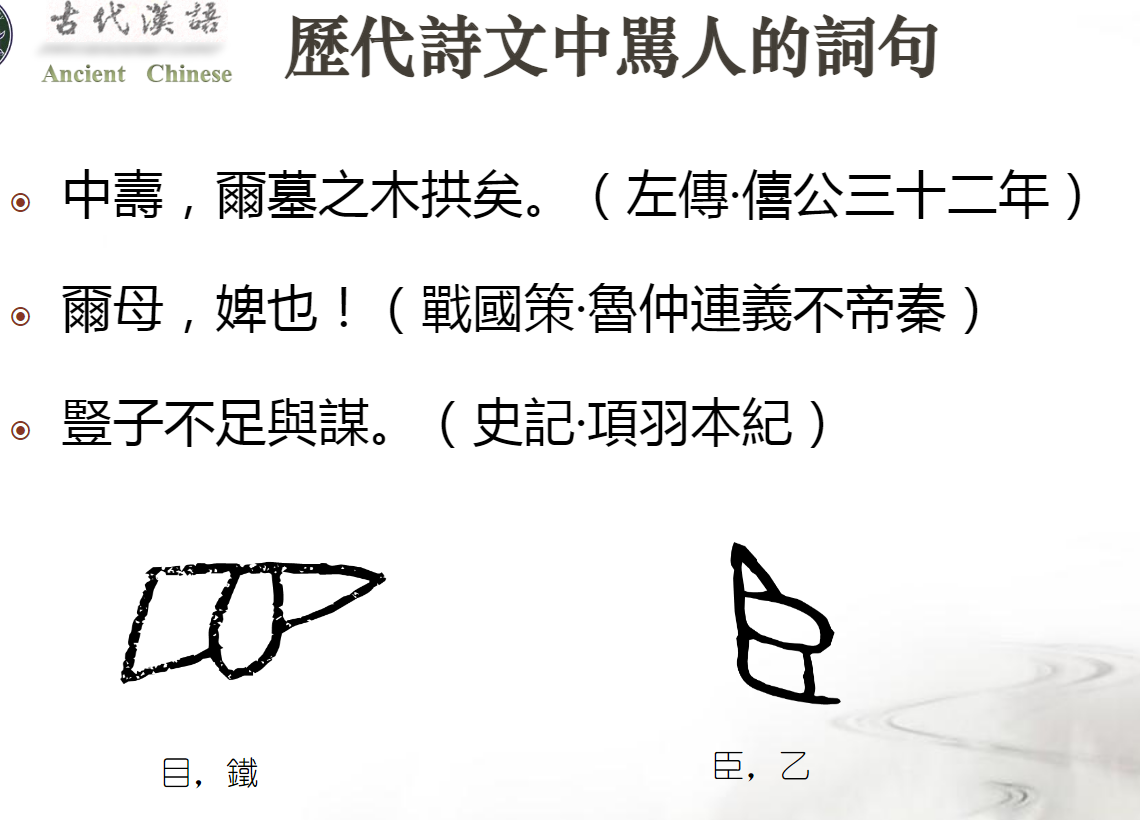 古代漢語
Ancient Chinese
歷代詩文中罵人的詞句
中壽，爾墓之木拱矣。（左傳·僖公三十二年）
爾母，婢也！（戰國策·魯仲連義不帝秦）
豎子不足與謀。（史記·項羽本紀）
目，鐵
臣，乙